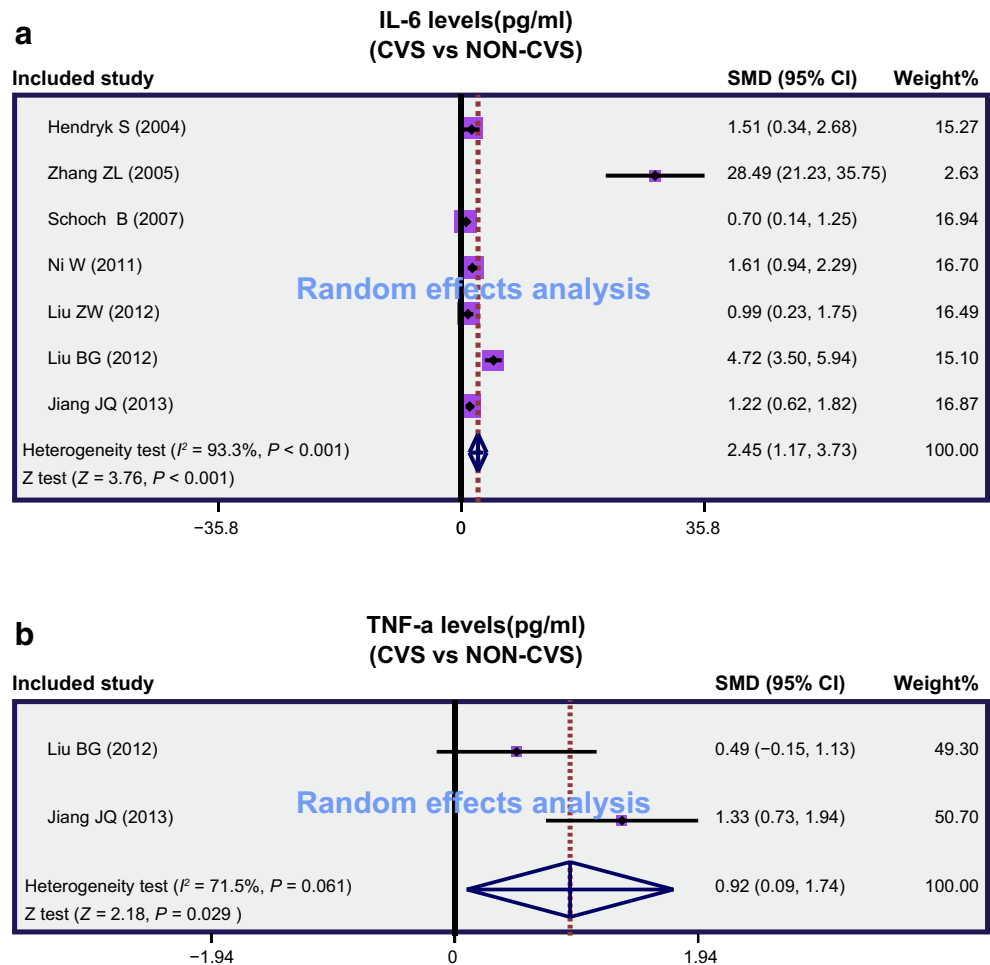 a
IL-6 levels(pg/ml)
(CVS vs NON-CVS)
Included study SMD (95% CI) Weight%
Hendryk S (2004) 1.51 (0.34, 2.68) 15.27
Zhang ZL (2005) 28.49 (21.23, 35.75) 2.63
Schoch B (2007) 0.70 (0.14, 1.25) 16.94
Ni W (2011) 1.61 (0.94, 2.29) 16.70
Random effects analysis
Liu ZW (2012) 0.99 (0.23, 1.75) 16.49
Liu BG (2012) 4.72 (3.50, 5.94) 15.10
Jiang JQ (2013) 1.22 (0.62, 1.82) 16.87
Heterogeneity test (I² = 93.3%, P < 0.001) 2.45 (1.17, 3.73) 100.00
Z test (Z = 3.76, P < 0.001)
−35.8 0 35.8
b
TNF-a levels(pg/ml)
(CVS vs NON-CVS)
Included study SMD (95% CI) Weight%
Liu BG (2012) 0.49 (−0.15, 1.13) 49.30
Random effects analysis
Jiang JQ (2013) 1.33 (0.73, 1.94) 50.70
Heterogeneity test (I² = 71.5%, P = 0.061) 0.92 (0.09, 1.74) 100.00
Z test (Z = 2.18, P = 0.029 )
−1.94 0 1.94